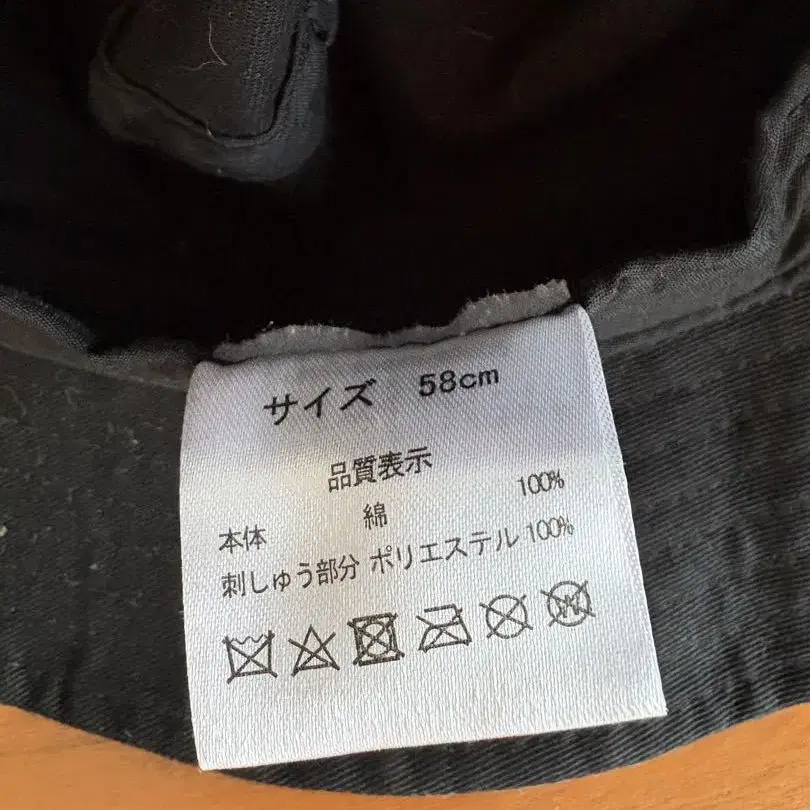 サイズ 58cm
品質表示
本体 綿 100%
刺しゅう部分 ポリエステル 100%